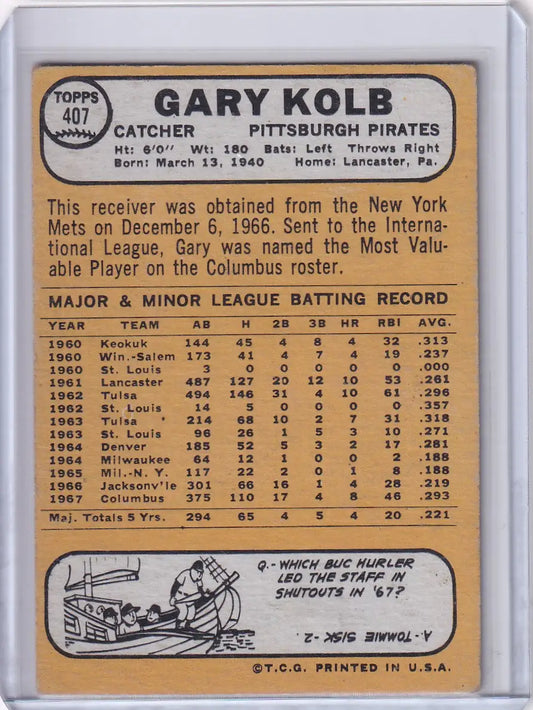 TOPPS
407
GARY KOLB
CATCHER PITTSBURGH PIRATES
Ht: 6'0" Wt: 180 Bats: Left Throws Right
Born: March 13, 1940 Home: Lancaster, Pa.
This receiver was obtained from the New York
Mets on December 6, 1966. Sent to the Interna-
tional League, Gary was named the Most Valu-
able Player on the Columbus roster.
MAJOR & MINOR LEAGUE BATTING RECORD
YEAR TEAM AB H 2B 3B HR RBI AVG.
1960 Keokuk 144 45 4 8 4 32 .313
1960 Win.-Salem 173 41 4 7 4 19 .237
1960 St. Louis 3 0 0 0 0 0 .000
1961 Lancaster 487 127 20 12 10 53 .261
1962 Tulsa 494 146 31 4 10 61 .296
1962 St. Louis 14 5 0 0 0 0 .357
1963 Tulsa 214 68 10 2 7 31 .318
1963 St. Louis 96 26 1 5 3 10 .271
1964 Denver 185 52 5 3 2 17 .281
1964 Milwaukee 64 12 1 0 0 2 .188
1965 Mil.-N. Y. 117 22 2 0 1 8 .188
1966 Jacksonv'le 301 66 16 1 4 28 .219
1967 Columbus 375 110 17 4 8 46 .293
Maj. Totals 5 Yrs. 294 65 4 5 4 20 .221
Q.- WHICH BUC HURLER
LED THE STAFF IN
SHUTOUTS IN '67?
A- TOMMIE SISK -2.
©T.C.G. PRINTED IN U.S.A.